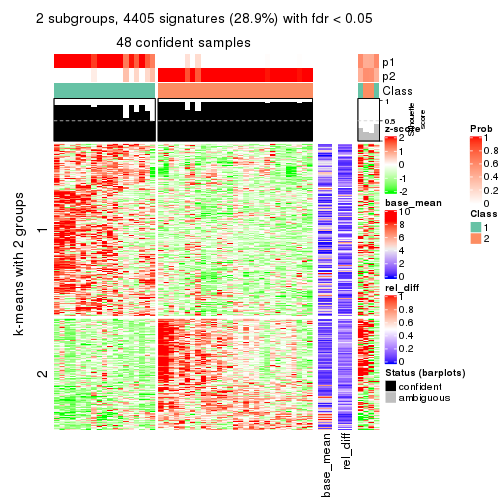 2 subgroups, 4405 signatures (28.9%) with fdr < 0.05
48 confident samples
p1
p2
Class
1
0.5
0
Silhouette
score
k-means with 2 groups
1
2
base_mean
rel_diff
z-score
2
1
0
-1
-2
base_mean
10
8
6
4
2
0
rel_diff
1
0.8
0.6
0.4
0.2
0
Status (barplots)
confident
ambiguous
Prob
1
0.8
0.6
0.4
0.2
0
Class
1
2